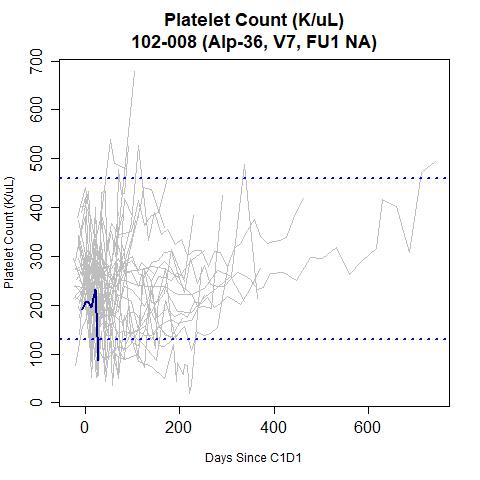 Platelet Count (K/uL)
102-008 (Alp-36, V7, FU1 NA)
Platelet Count (K/uL)
700
600
500
400
300
200
100
0
0 200 400 600
Days Since C1D1